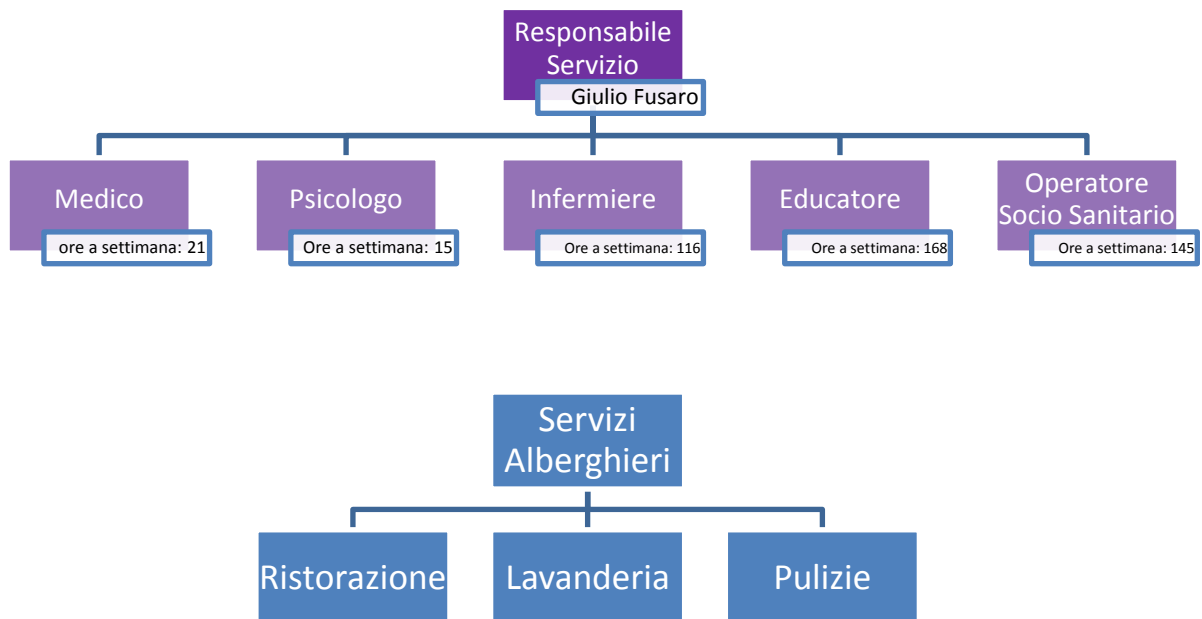 Responsabile
Servizio
Giulio Fusaro
Medico
ore a settimana: 21
Psicologo
Ore a settimana: 15
Infermiere
Ore a settimana: 116
Educatore
Ore a settimana: 168
Operatore
Socio Sanitario
Ore a settimana: 145
Servizi
Alberghieri
Ristorazione
Lavanderia
Pulizie